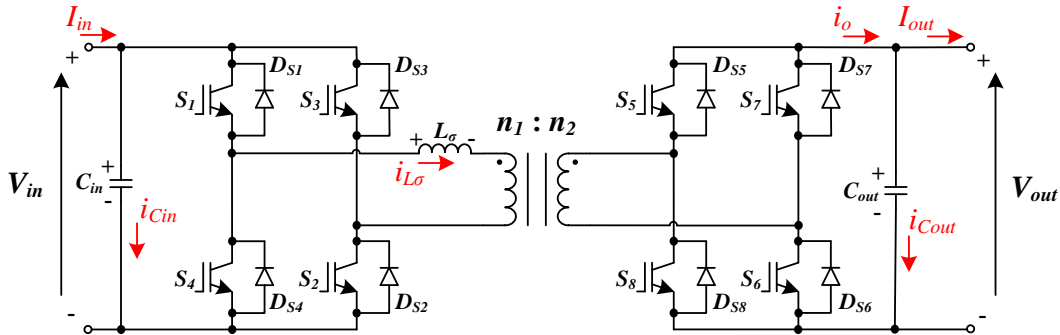 I_in
i_o I_out
+ +
D_S1 D_S3 D_S5 D_S7
S_1 S_3 S_5 S_7
n_1 : n_2
+ L_σ -
i_Lσ
V_in + C_in - + C_out - V_out
i_Cin i_Cout
S_4 S_2 S_8 S_6
D_S4 D_S2 D_S8 D_S6
- -